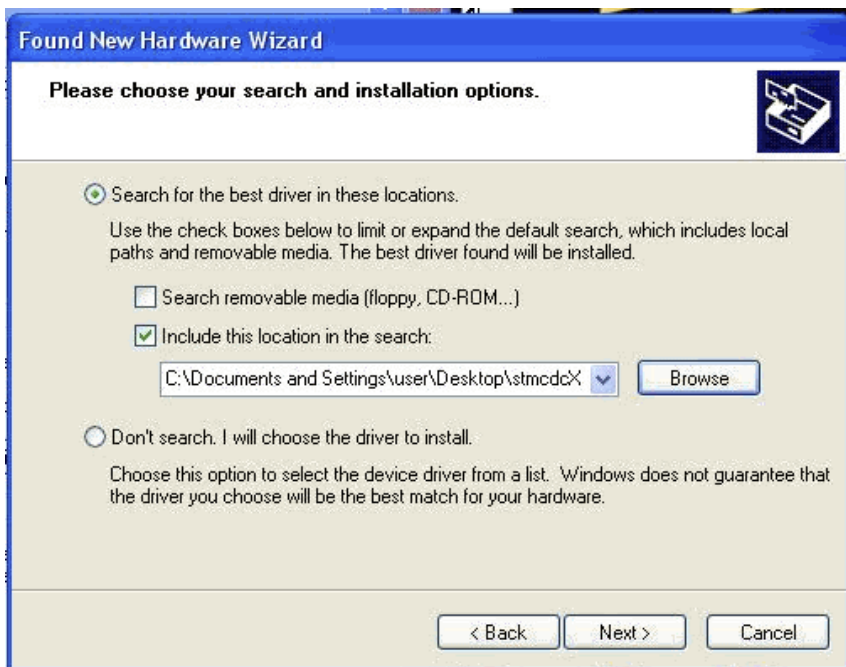 Found New Hardware Wizard
Please choose your search and installation options.
Search for the best driver in these locations.
Use the check boxes below to limit or expand the default search, which includes local
paths and removable media. The best driver found will be installed.
Search removable media (floppy, CD-ROM...)
Include this location in the search:
C:\Documents and Settings\user\Desktop\stmcdcX
Browse
Don't search. I will choose the driver to install.
Choose this option to select the device driver from a list. Windows does not guarantee that
the driver you choose will be the best match for your hardware.
< Back
Next >
Cancel